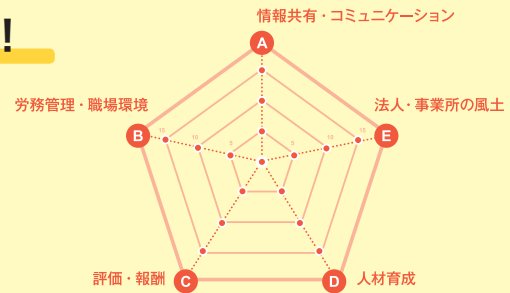 !
情報共有・コミュニケーション
A
労務管理・職場環境
法人・事業所の風土
B
15
10
5
5
10
15
E
評価・報酬
C
D
人材育成